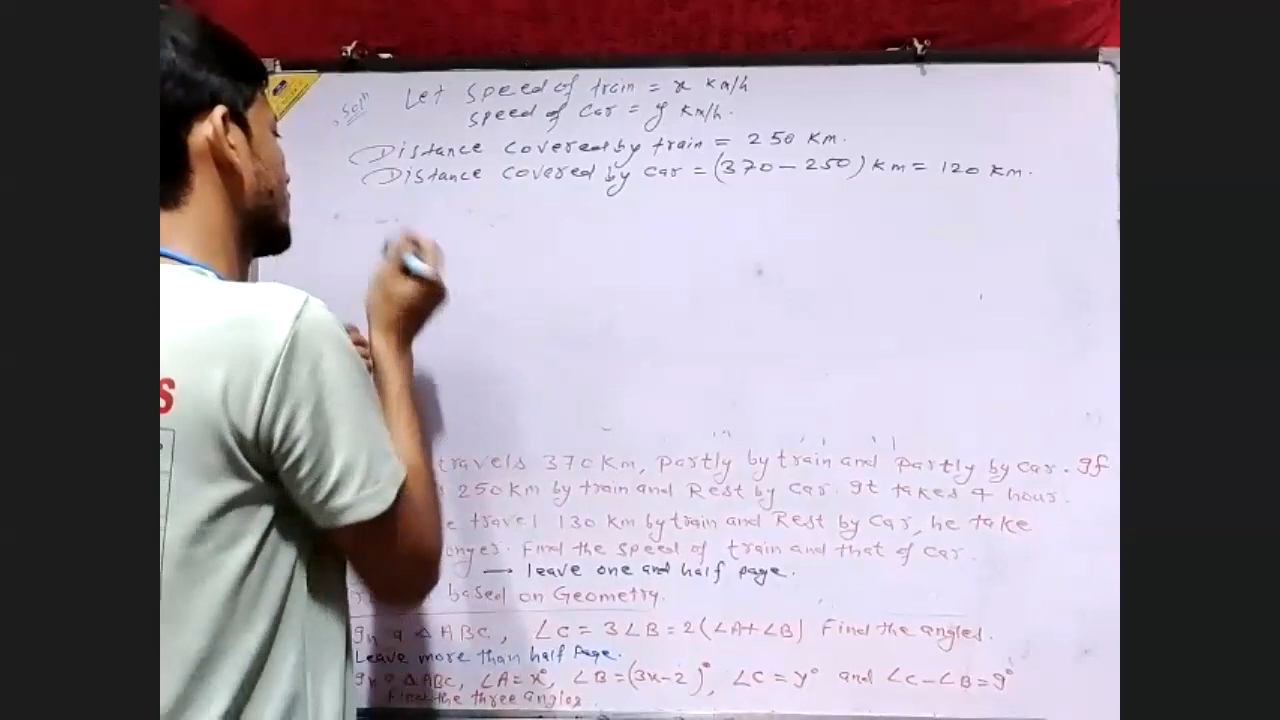 Solⁿ Let speed of train = x Km/h
speed of car = y Km/h.
Distance covered by train = 250 Km.
Distance covered by car = (370 - 250) Km = 120 Km.
travels 370 Km, partly by train and partly by car. If
250 Km by train and Rest by car. It takes 4 hour.
e travel 130 km by train and Rest by Car, he take
onger. Find the speed of train and that of car.
→ leave one and half page.
based on Geometry.
In a △ABC, ∠C = 3∠B = 2(∠A+∠B) Find the angles.
Leave more than half Page.
In a △ABC, ∠A = x°, ∠B = (3x-2)°, ∠C = y° and ∠C - ∠B = 9°
Find the three angles
S